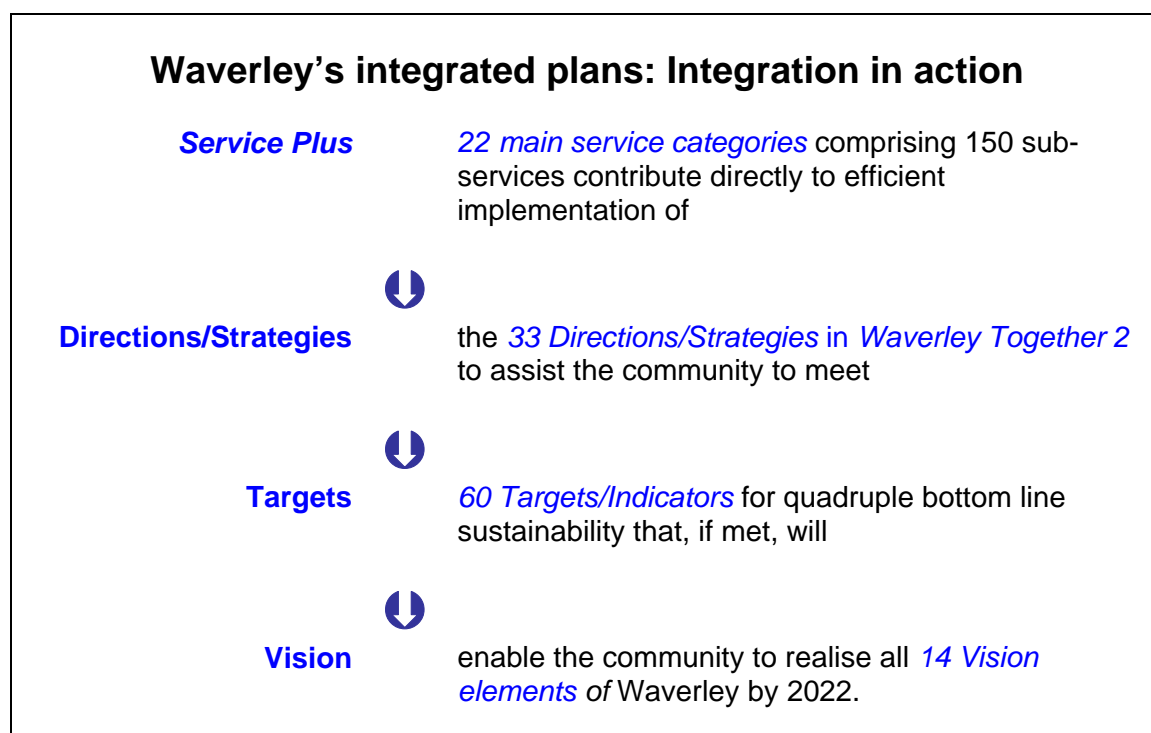 Waverley's integrated plans: Integration in action
Service Plus
22 main service categories comprising 150 sub-
services contribute directly to efficient
implementation of
Directions/Strategies
the 33 Directions/Strategies in Waverley Together 2
to assist the community to meet
Targets
60 Targets/Indicators for quadruple bottom line
sustainability that, if met, will
Vision
enable the community to realise all 14 Vision
elements of Waverley by 2022.